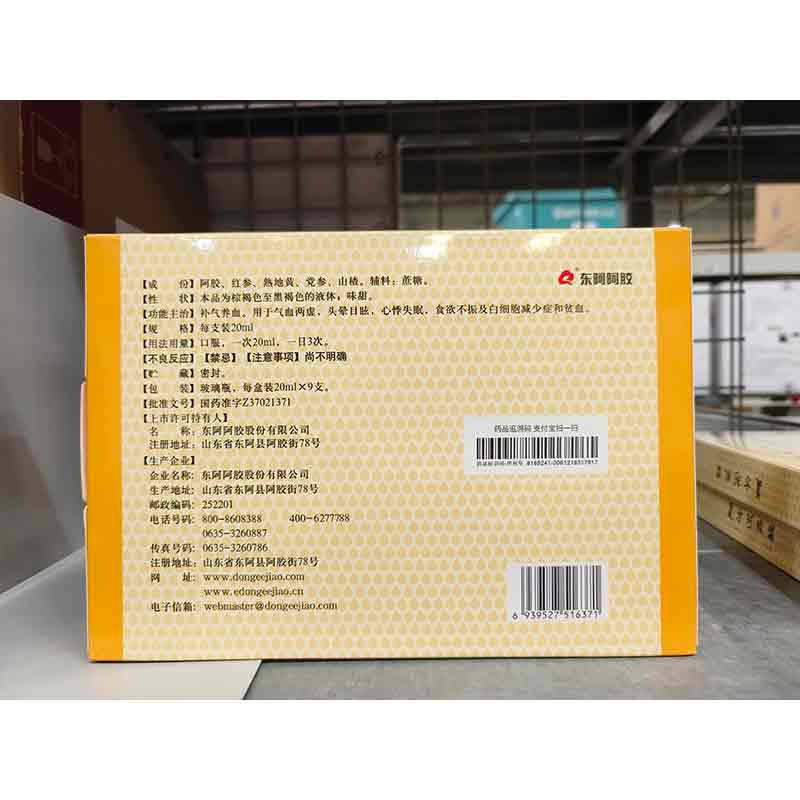 东阿阿胶
【成　份】阿胶、红参、熟地黄、党参、山楂。辅料：蔗糖。
【性　状】本品为棕褐色至黑褐色的液体；味甜。
【功能主治】补气养血。用于气血两虚，头晕目眩，心悸失眠，食欲不振及白细胞减少症和贫血。
【规　格】每支装20ml
【用法用量】口服，一次20ml，一日3次。
【不良反应】【禁忌】【注意事项】尚不明确
【贮　藏】密封。
【包　装】玻璃瓶，每盒装20ml×9支。
【批准文号】国药准字Z37021371
【上市许可持有人】
名　称：东阿阿胶股份有限公司
注册地址：山东省东阿县阿胶街78号
【生产企业】
企业名称：东阿阿胶股份有限公司
生产地址：山东省东阿县阿胶街78号
邮政编码：252201
电话号码：800-8608388　400-6277788
0635-3260887
传真号码：0635-3260786
注册地址：山东省东阿县阿胶街78号
网　址：www.dongeejiao.com
www.edongeejiao.cn
电子信箱：webmaster@dongeejiao.com
药品追溯码 支付宝扫一扫
6 939527 516371